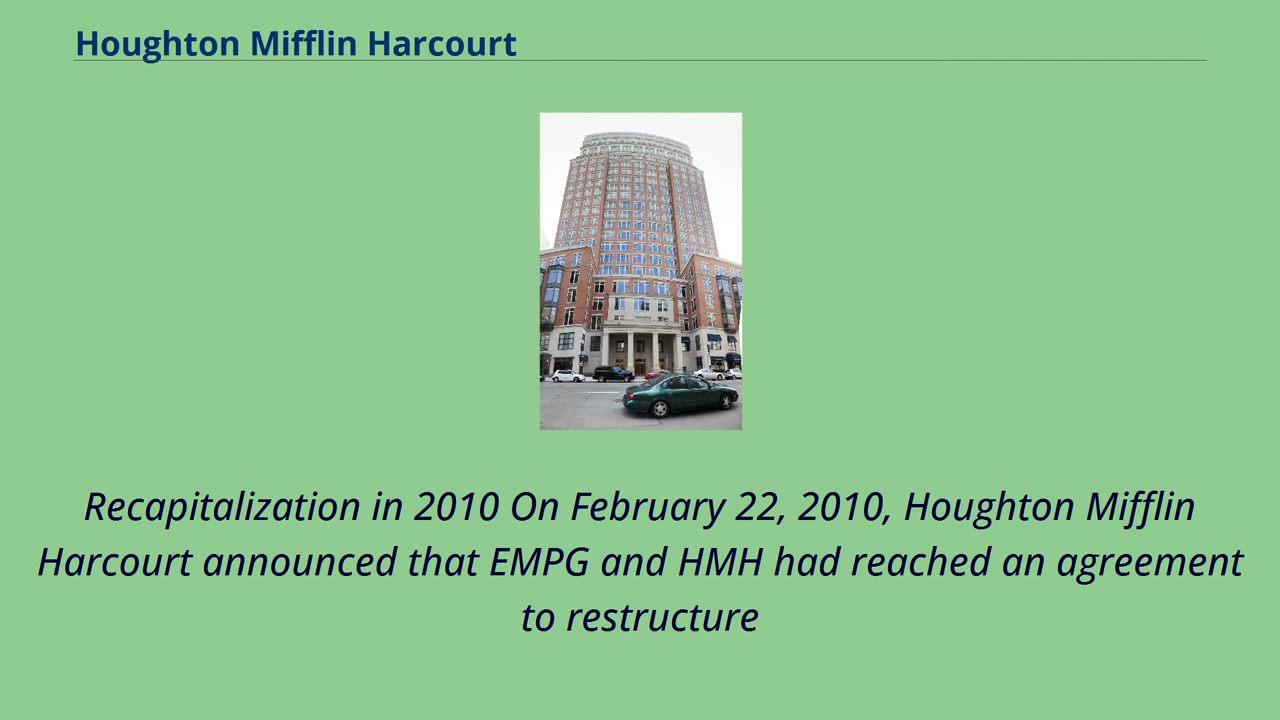 Houghton Mifflin Harcourt
Recapitalization in 2010 On February 22, 2010, Houghton Mifflin
Harcourt announced that EMPG and HMH had reached an agreement
to restructure